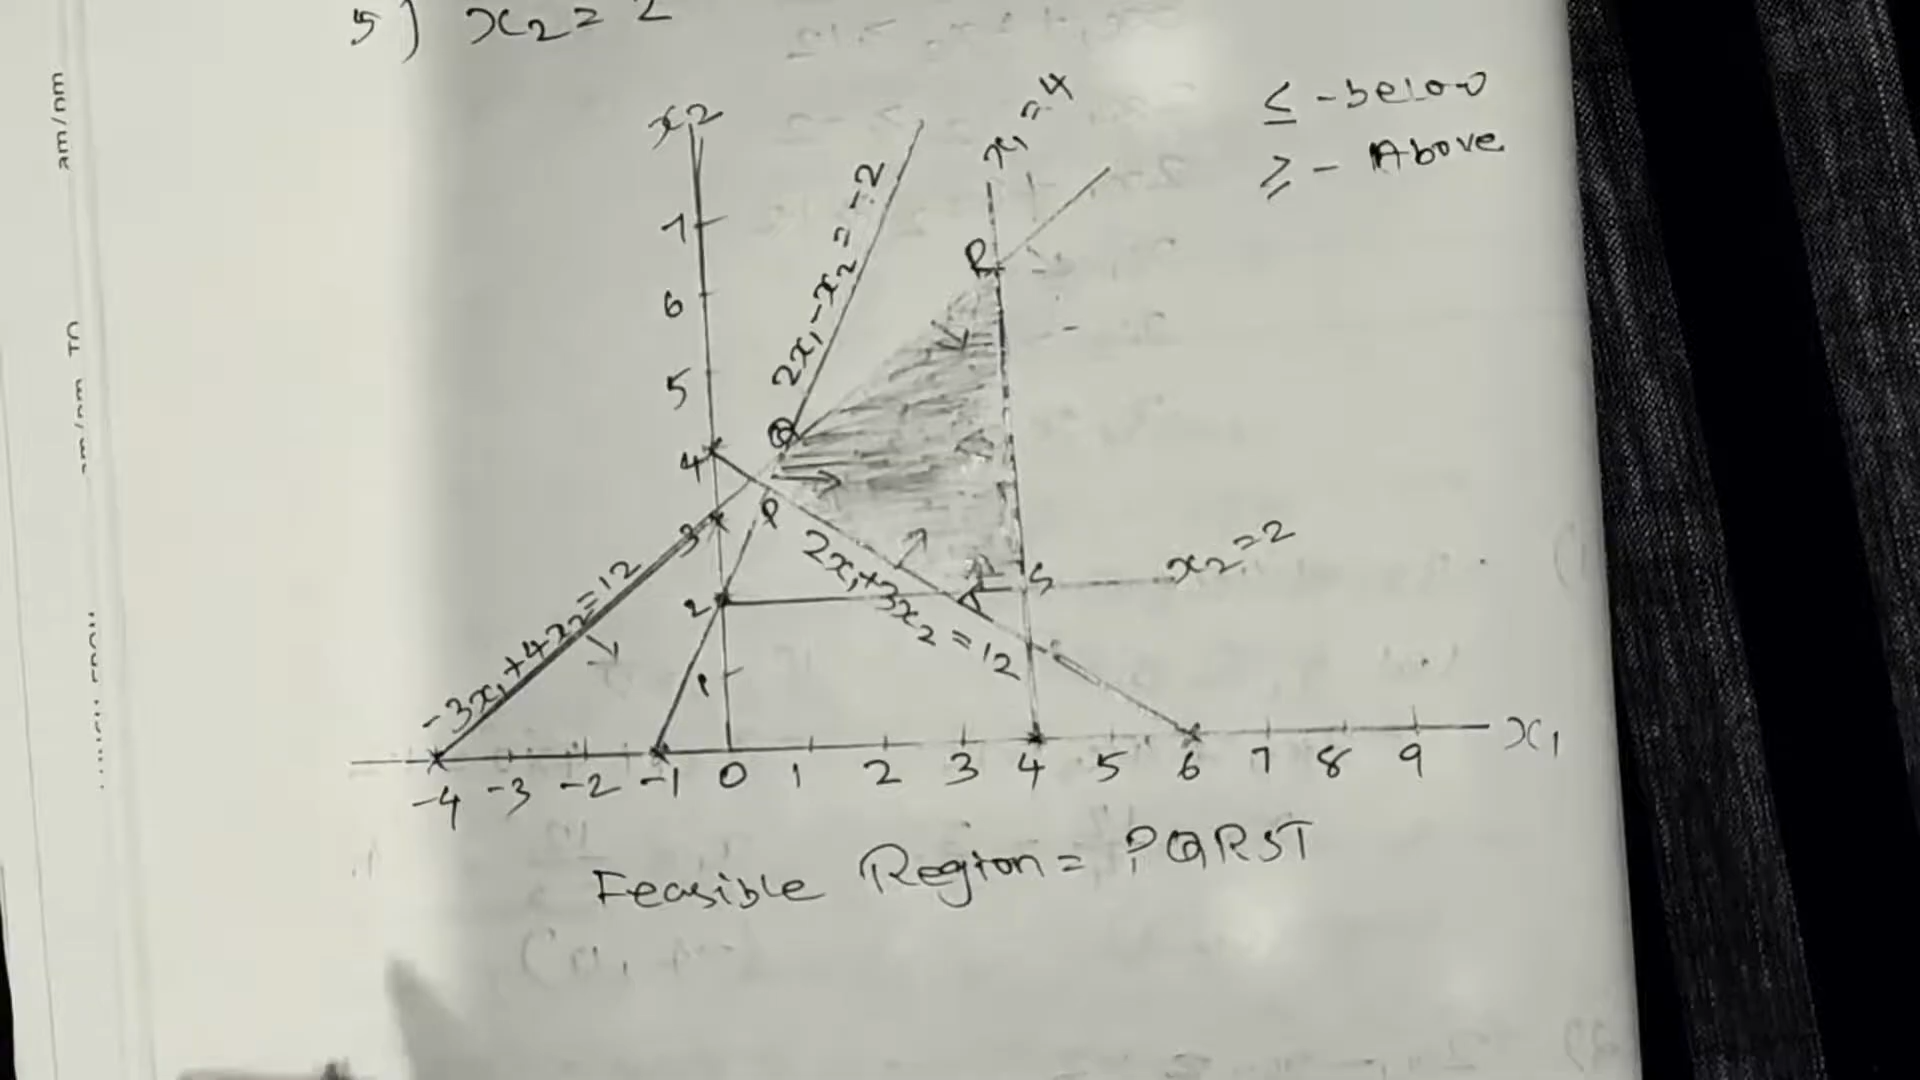 5) x2 = 2
x2
x1 = 4
≤ - below
≥ - Above
2x1 - x2 = -2
7
6
5
4
3
2
1
R
Q
P
S
T
x2 = 2
-3x1 + 4x2 = 12
2x1 + 3x2 = 12
-4 -3 -2 -1 0 1 2 3 4 5 6 7 8 9 x1
Feasible Region = PQRST